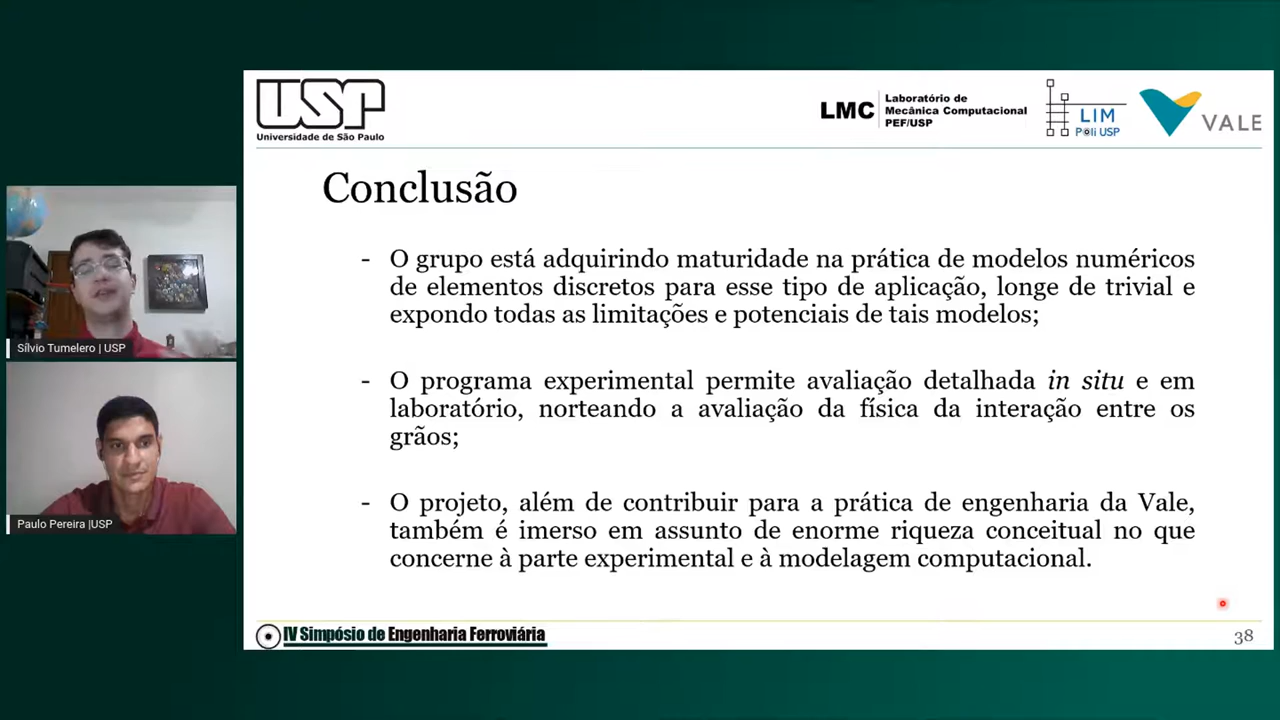 USP
Universidade de São Paulo
LMC
Laboratório de
Mecânica Computacional
PEF/USP
LIM
Poli USP
VALE
Conclusão
- O grupo está adquirindo maturidade na prática de modelos numéricos
de elementos discretos para esse tipo de aplicação, longe de trivial e
expondo todas as limitações e potenciais de tais modelos;
- O programa experimental permite avaliação detalhada in situ e em
laboratório, norteando a avaliação da física da interação entre os
grãos;
- O projeto, além de contribuir para a prática de engenharia da Vale,
também é imerso em assunto de enorme riqueza conceitual no que
concerne à parte experimental e à modelagem computacional.
Sílvio Tumelero | USP
Paulo Pereira |USP
IV Simpósio de Engenharia Ferroviária
38